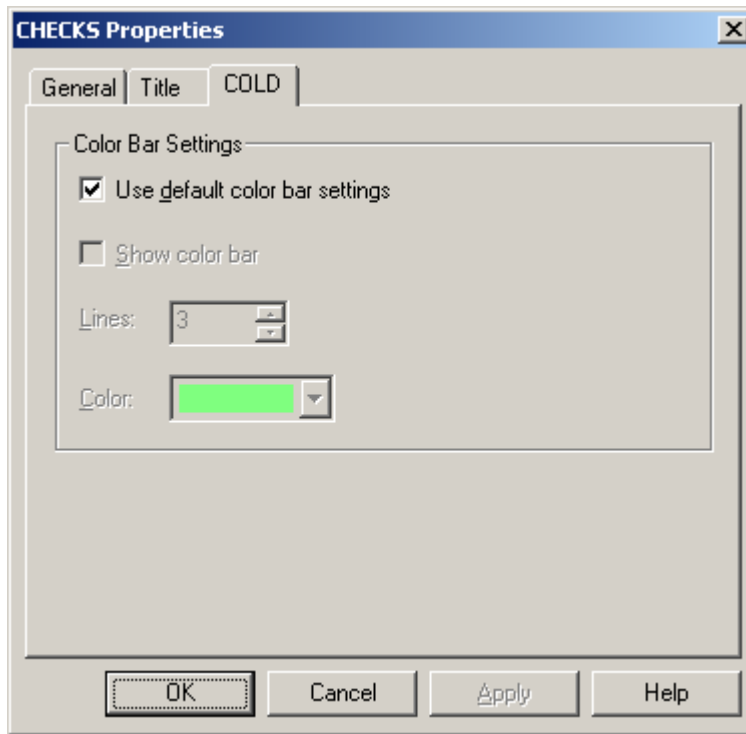 CHECKS Properties
General Title COLD
Color Bar Settings
Use default color bar settings
Show color bar
Lines: 3
Color:
OK Cancel Apply Help